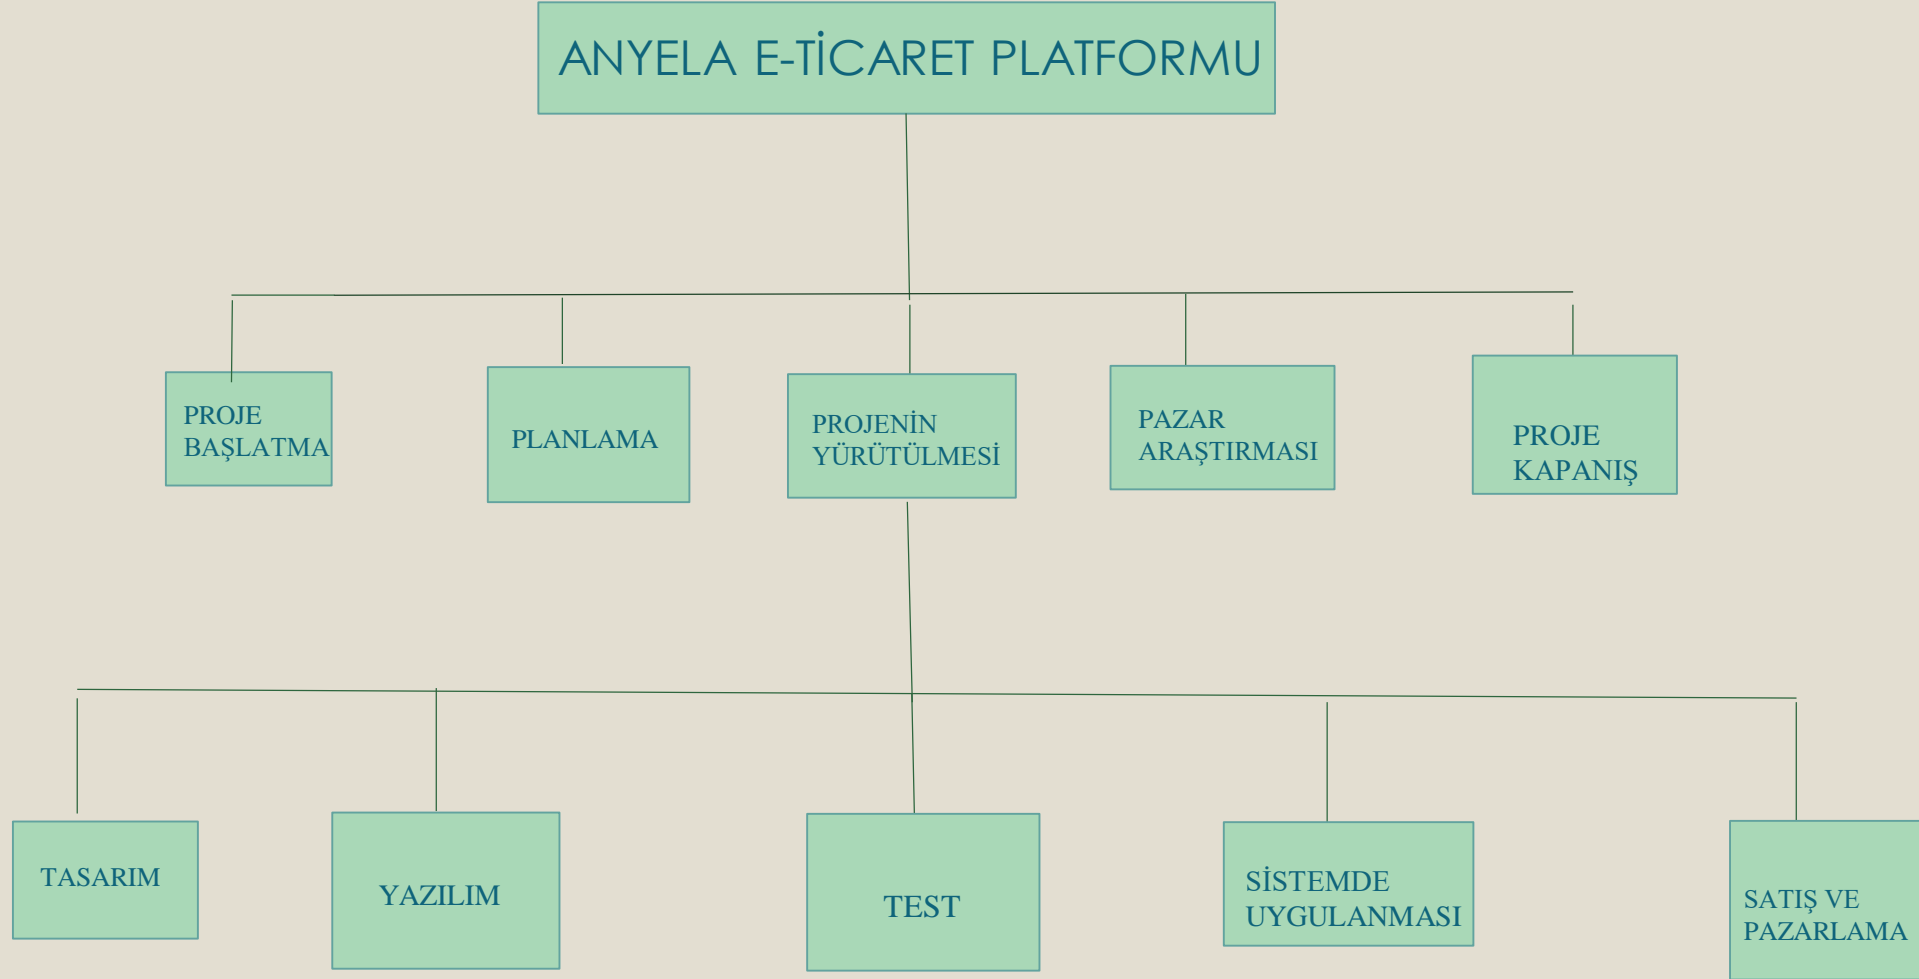 ANYELA E-TİCARET PLATFORMU
PROJE
BAŞLATMA
PLANLAMA
PROJENİN
YÜRÜTÜLMESİ
PAZAR
ARAŞTIRMASI
PROJE
KAPANIŞ
TASARIM
YAZILIM
TEST
SİSTEMDE
UYGULANMASI
SATIŞ VE
PAZARLAMA